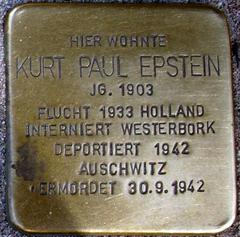 HIER WOHNTE
KURT PAUL EPSTEIN
JG. 1903
FLUCHT 1933 HOLLAND
INTERNIERT WESTERBORK
DEPORTIERT 1942
AUSCHWITZ
ERMORDET 30.9.1942